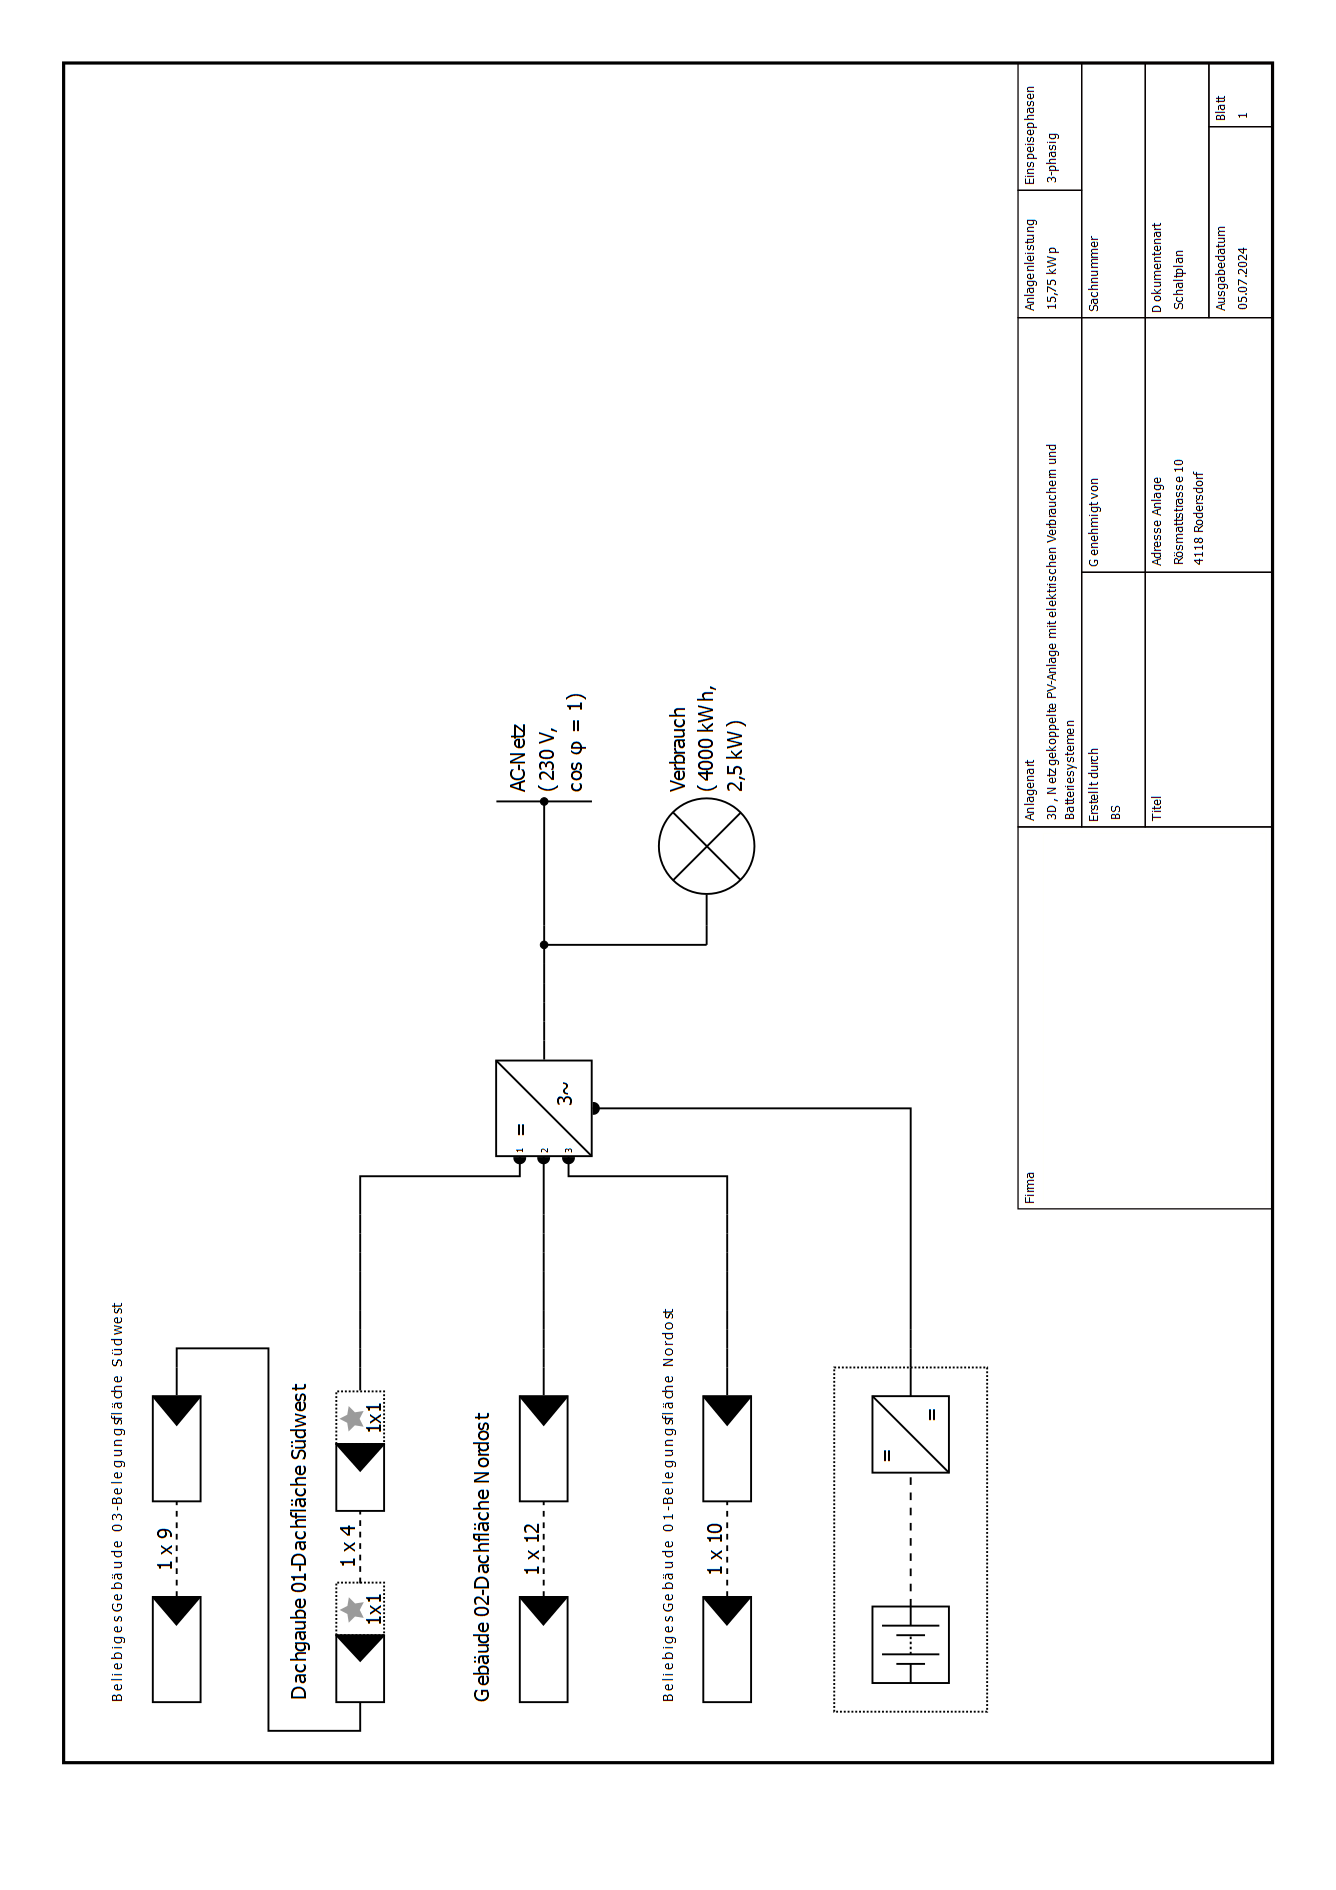 Beliebiges Gebäude 03-Belegungsfläche Südwest
1 x 9
Dachgaube 01-Dachfläche Südwest
1 x 4
1x1
1x1
Gebäude 02-Dachfläche Nordost
1 x 12
Beliebiges Gebäude 01-Belegungsfläche Nordost
1 x 10
=
=
1
2
3
=
3~
AC-Netz
(230 V,
cos φ = 1)
Verbrauch
(4000 kWh,
2,5 kW)
Firma
Anlagenart
3D, Netzgekoppelte PV-Anlage mit elektrischen Verbrauchern und
Batteriesystemen
Anlagenleistung
15,75 kWp
Einspeisephasen
3-phasig
Erstellt durch
BS
Genehmigt von
Sachnummer
Titel
Adresse Anlage
Rösmattstrasse 10
4118 Rodersdorf
Dokumentenart
Schaltplan
Ausgabedatum
05.07.2024
Blatt
1